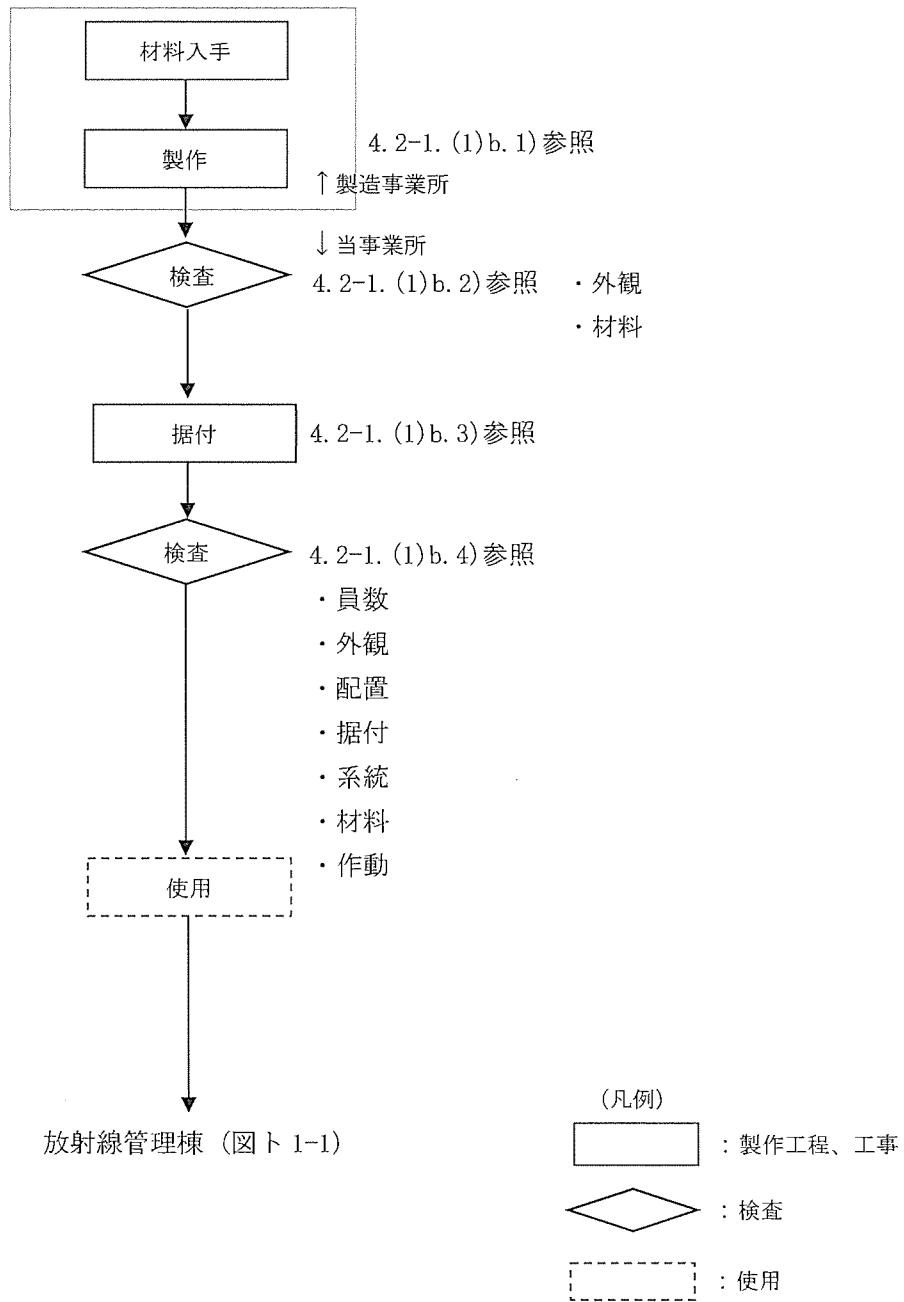 材料入手
製作
4.2-1.(1)b.1)参照
↑製造事業所
↓当事業所
検査
4.2-1.(1)b.2)参照 ・外観
・材料
据付
4.2-1.(1)b.3)参照
検査
4.2-1.(1)b.4)参照
・員数
・外観
・配置
・据付
・系統
・材料
・作動
使用
放射線管理棟（図ト1-1）
(凡例)
：製作工程、工事
：検査
：使用